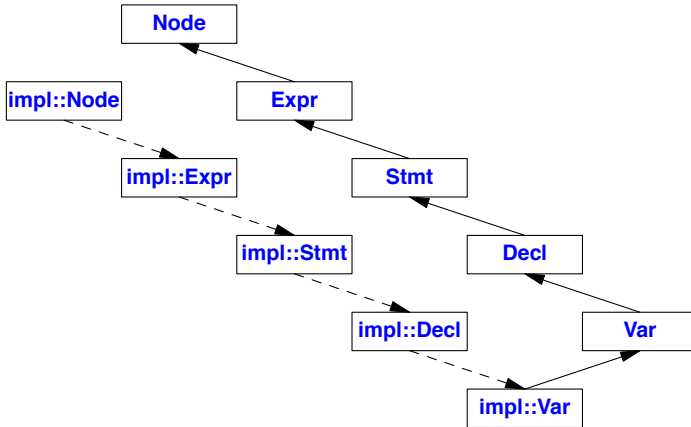 Node
impl::Node
Expr
impl::Expr
Stmt
impl::Stmt
Decl
impl::Decl
Var
impl::Var